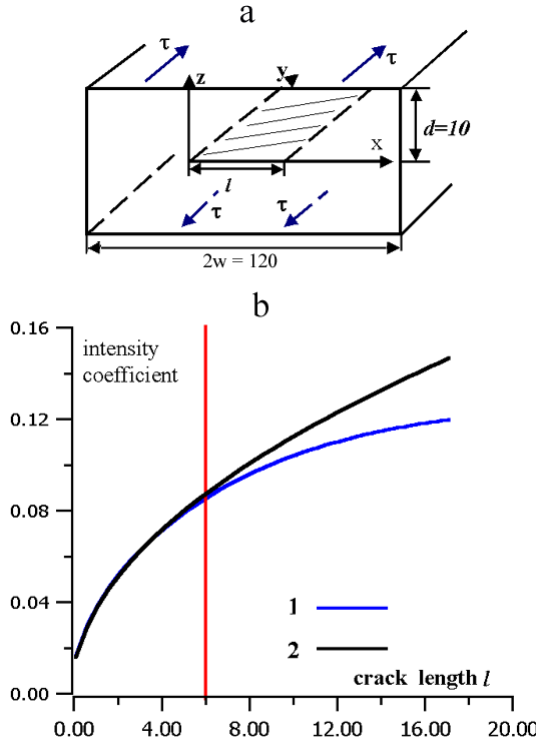 a
τ
τ
z
y
x
d=10
l
τ
τ
2w = 120
b
0.16
intensity
coefficient
0.12
0.08
0.04
1
2
crack length l
0.00
0.00 4.00 8.00 12.00 16.00 20.00